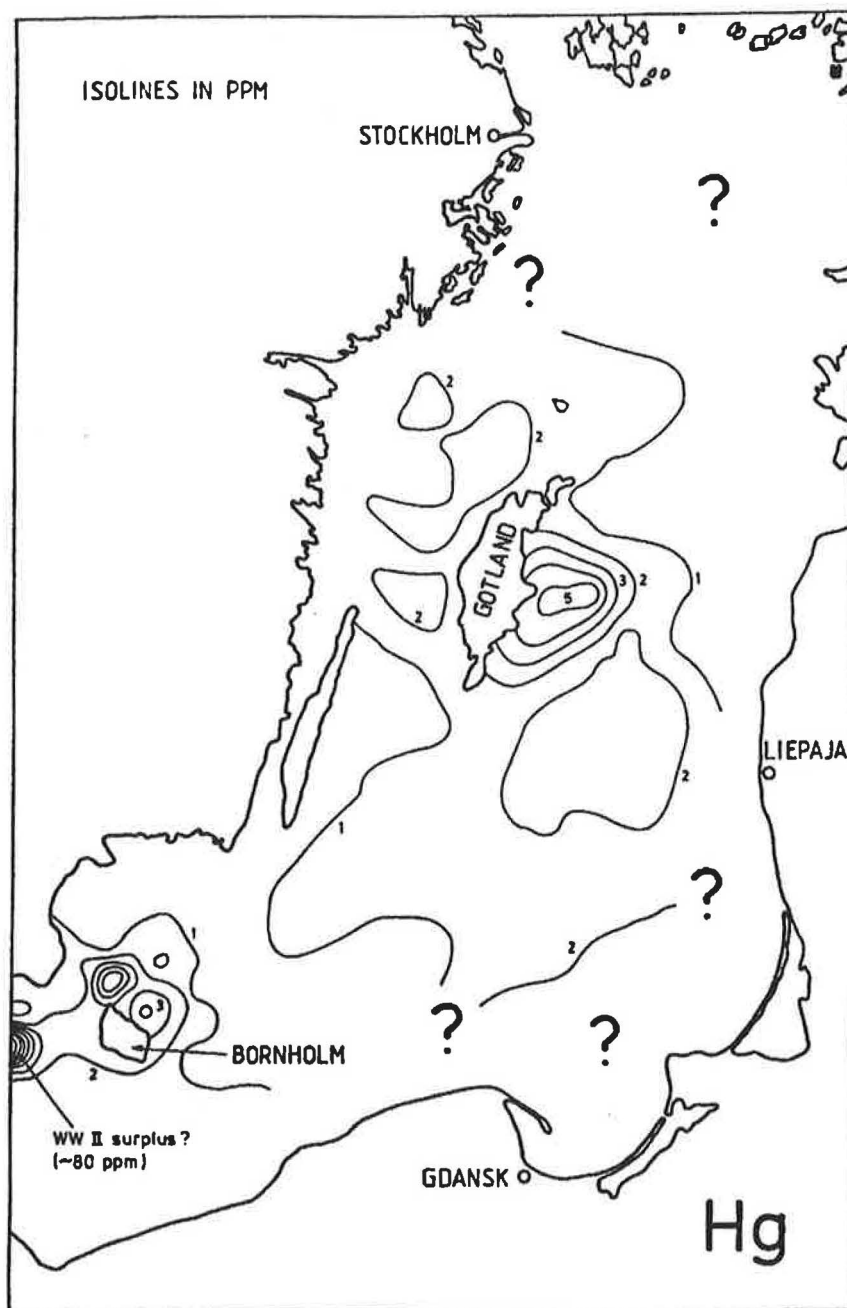 ISOLINES IN PPM
STOCKHOLM
?
?
2
2
GOTLAND
3
2
1
5
2
LIEPAJA
2
1
?
1
2
3
?
?
BORNHOLM
2
WW II surplus?
(~80 ppm)
GDANSK
Hg